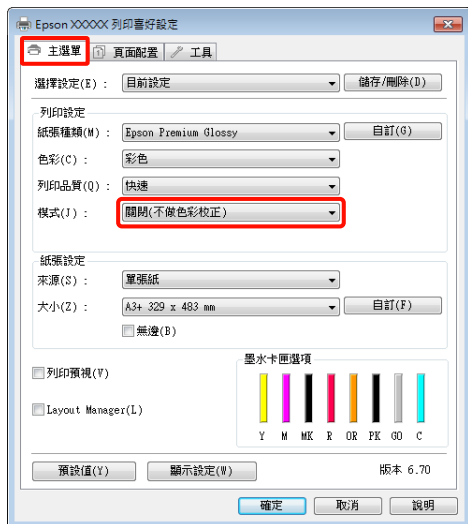 Epson XXXXX 列印喜好設定
主選單 頁面配置 工具
選擇設定(E): 目前設定 儲存/刪除(D)
列印設定
紙張種類(M): Epson Premium Glossy 自訂(G)
色彩(C): 彩色
列印品質(Q): 快速
模式(J): 關閉(不做色彩校正)
紙張設定
來源(S): 單張紙
大小(Z): A3+ 329 x 483 mm 自訂(F)
無邊(B)
墨水卡匣選項
列印預視(V)
Layout Manager(L)
Y M MK R OR PK GO C
預設值(Y) 顯示設定(W) 版本 6.70
確定 取消 說明